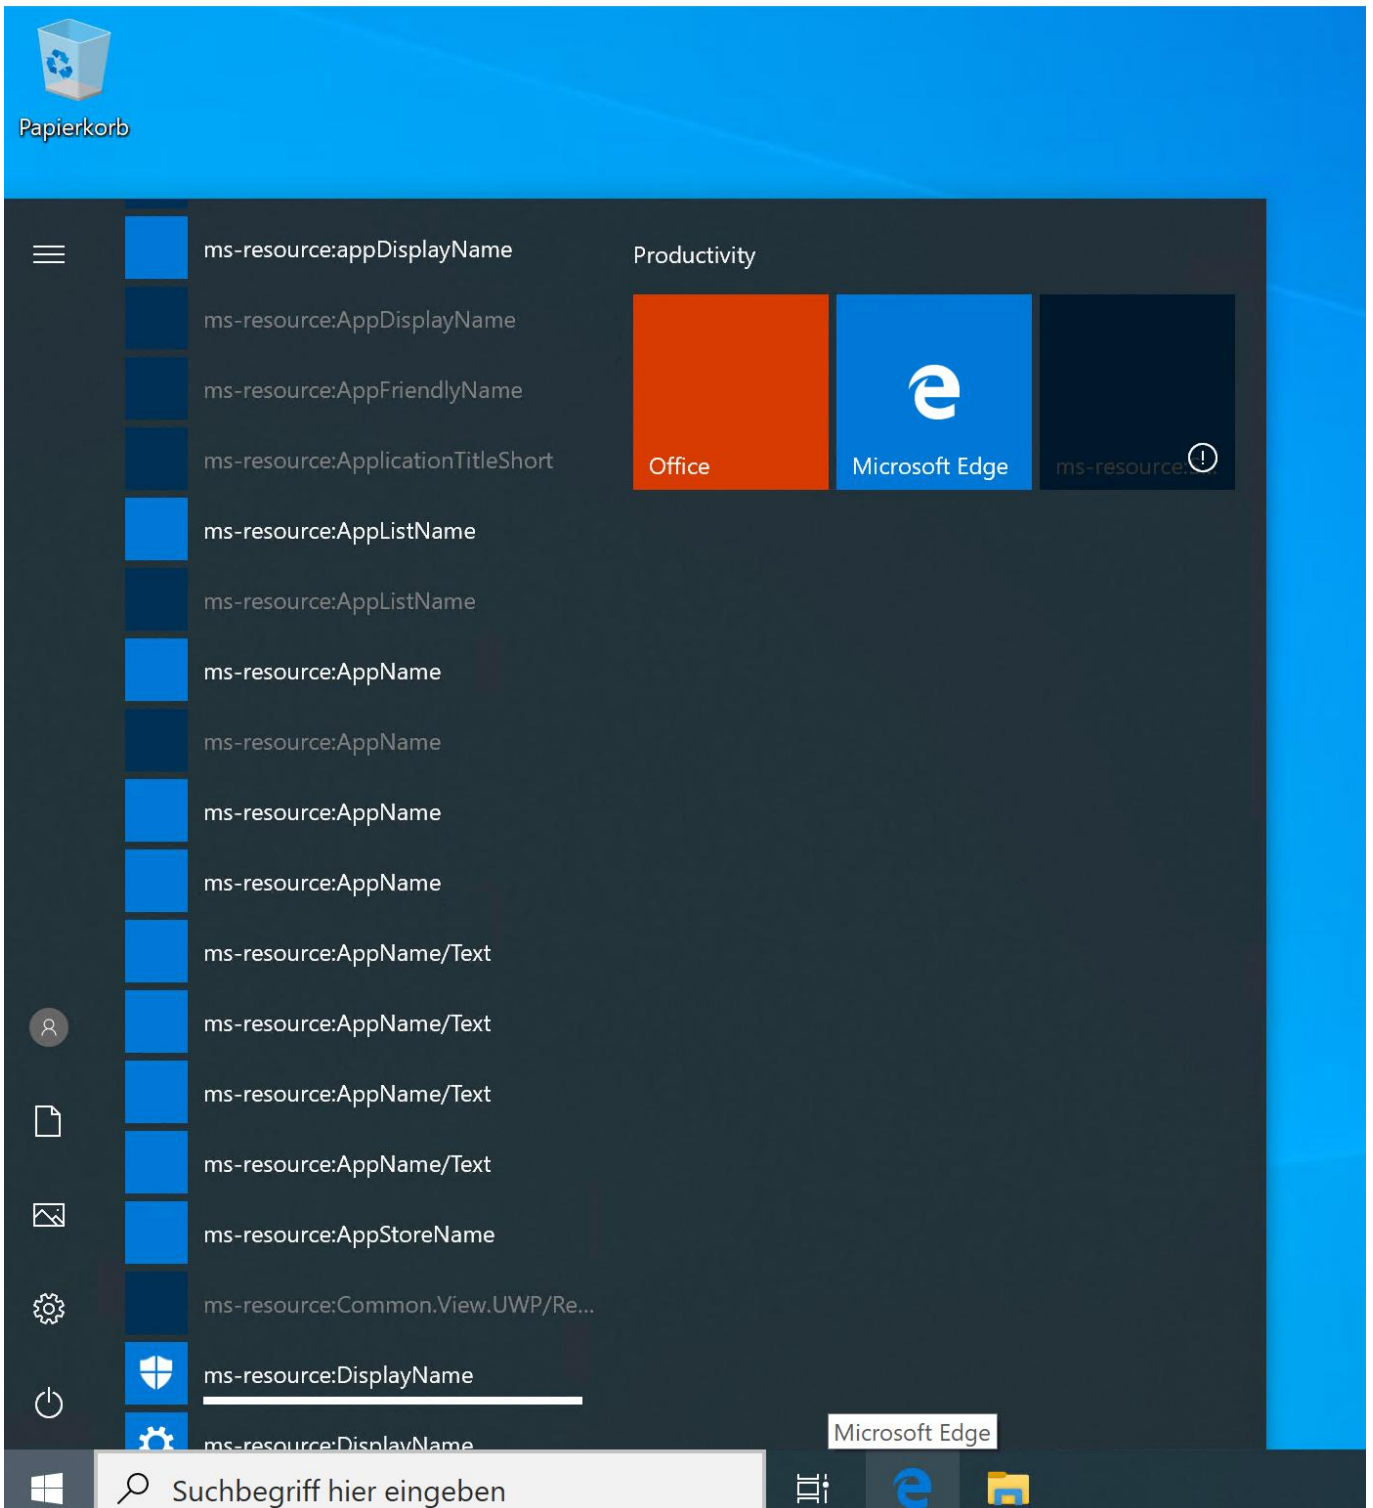 Papierkorb
ms-resource:appDisplayName
ms-resource:AppDisplayName
ms-resource:AppFriendlyName
ms-resource:ApplicationTitleShort
ms-resource:AppListName
ms-resource:AppListName
ms-resource:AppName
ms-resource:AppName
ms-resource:AppName
ms-resource:AppName
ms-resource:AppName/Text
ms-resource:AppName/Text
ms-resource:AppName/Text
ms-resource:AppName/Text
ms-resource:AppStoreName
ms-resource:Common.View.UWP/Re...
ms-resource:DisplayName
ms-resource:DisplayName
Productivity
Office
Microsoft Edge
Microsoft Edge
Suchbegriff hier eingeben